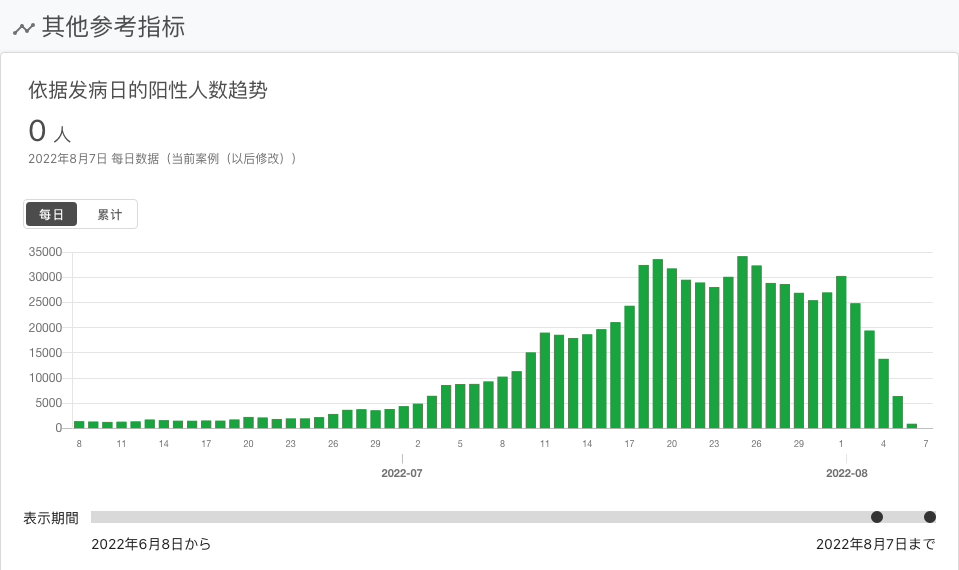 其他参考指标
依据发病日的阳性人数趋势
0 人
2022年8月7日 每日数据（当前案例（以后修改））
每日 累计
35000
30000
25000
20000
15000
10000
5000
0
8 11 14 17 20 23 26 29 2 5 8 11 14 17 20 23 26 29 1 4 7
2022-07 2022-08
表示期間
2022年6月8日から 2022年8月7日まで